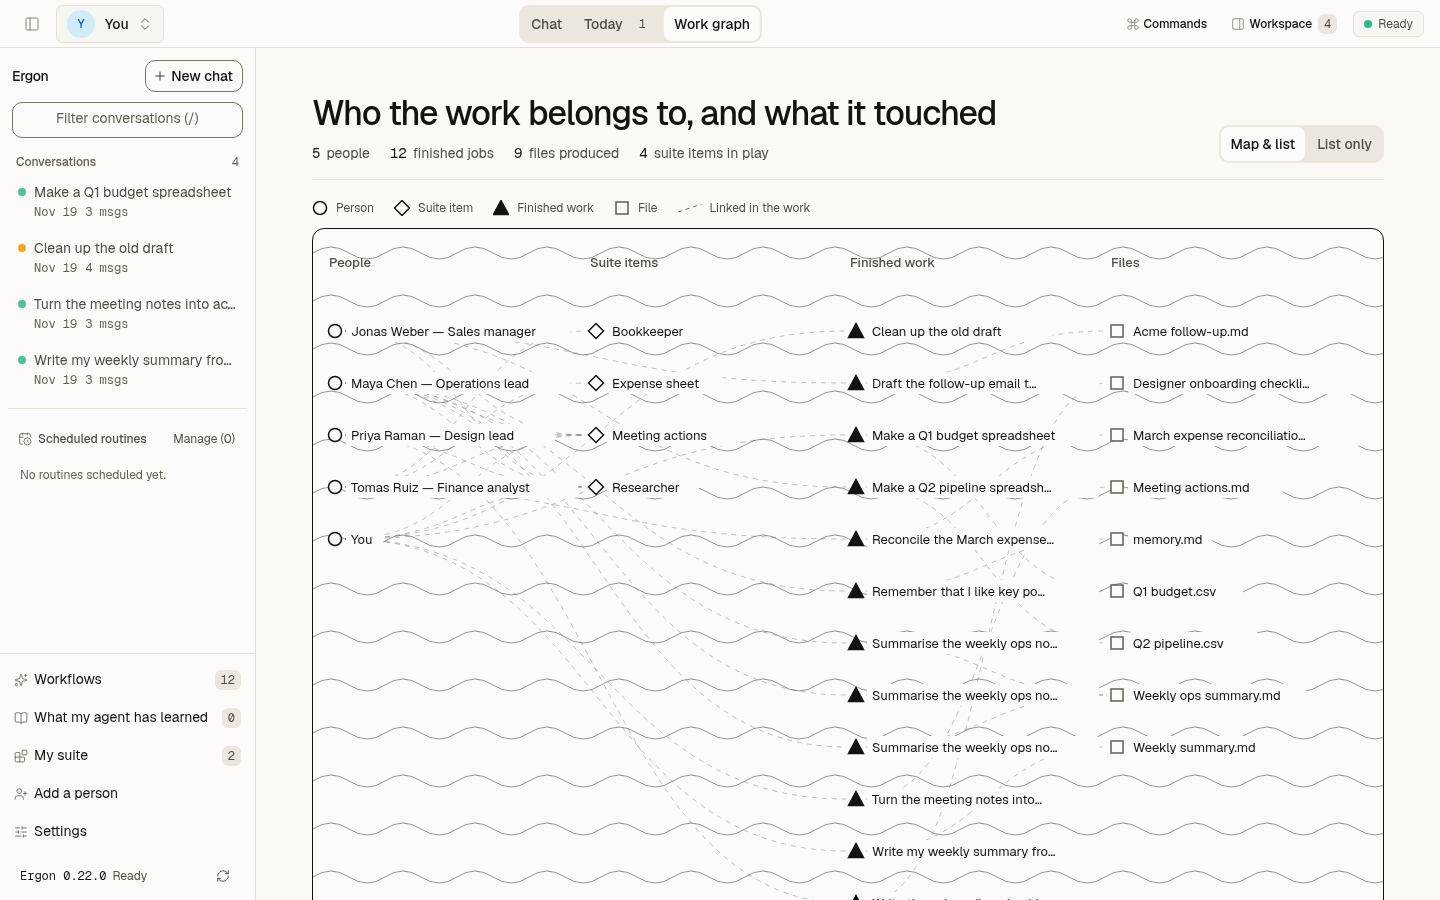 Y You
Chat Today 1 Work graph
Commands Workspace 4 Ready
Ergon
+ New chat
Filter conversations (/)
Conversations 4
Make a Q1 budget spreadsheet
Nov 19 3 msgs
Clean up the old draft
Nov 19 4 msgs
Turn the meeting notes into ac…
Nov 19 3 msgs
Write my weekly summary fro…
Nov 19 3 msgs
Scheduled routines Manage (0)
No routines scheduled yet.
Workflows 12
What my agent has learned 0
My suite 2
Add a person
Settings
Ergon 0.22.0 Ready
Who the work belongs to, and what it touched
5 people 12 finished jobs 9 files produced 4 suite items in play
Map & list List only
Person Suite item Finished work File Linked in the work
People Suite items Finished work Files
Jonas Weber — Sales manager Bookkeeper Clean up the old draft Acme follow-up.md
Maya Chen — Operations lead Expense sheet Draft the follow-up email t… Designer onboarding checkli…
Priya Raman — Design lead Meeting actions Make a Q1 budget spreadsheet March expense reconciliatio…
Tomas Ruiz — Finance analyst Researcher Make a Q2 pipeline spreadsh… Meeting actions.md
You Reconcile the March expense… memory.md
Remember that I like key po… Q1 budget.csv
Summarise the weekly ops no… Q2 pipeline.csv
Summarise the weekly ops no… Weekly ops summary.md
Summarise the weekly ops no… Weekly summary.md
Turn the meeting notes into…
Write my weekly summary fro…